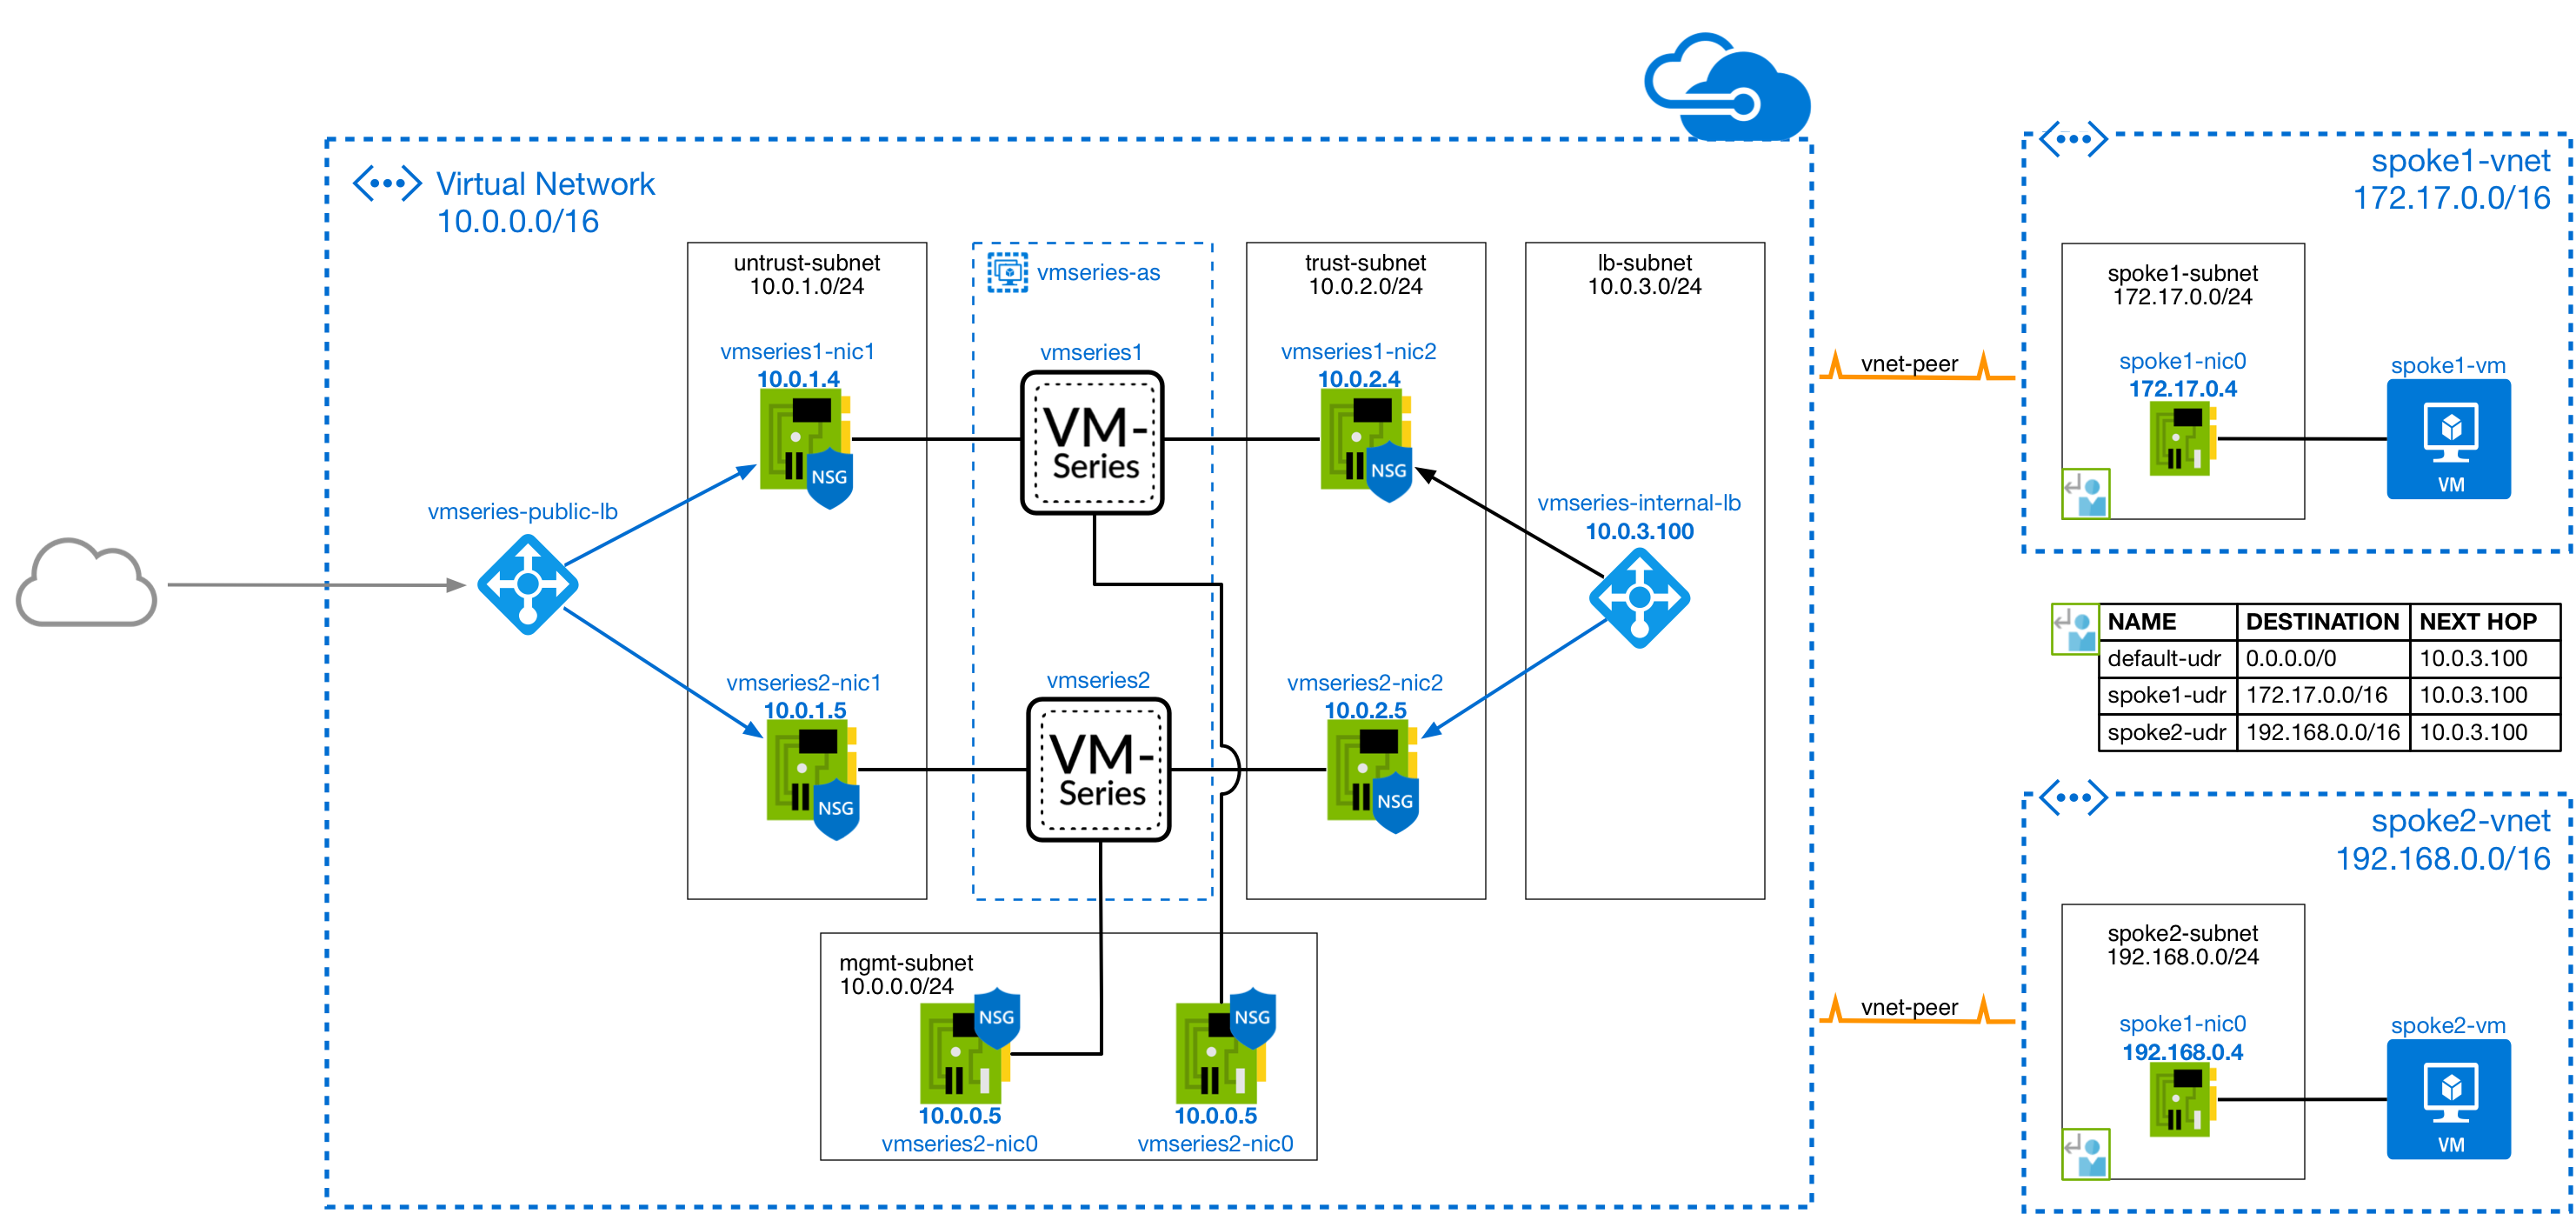 Virtual Network
10.0.0.0/16
untrust-subnet
10.0.1.0/24
vmseries-as
trust-subnet
10.0.2.0/24
lb-subnet
10.0.3.0/24
vmseries1-nic1
10.0.1.4
NSG
vmseries1
VM-
Series
vmseries1-nic2
10.0.2.4
NSG
vmseries-public-lb
vmseries-internal-lb
10.0.3.100
vmseries2-nic1
10.0.1.5
NSG
vmseries2
VM-
Series
vmseries2-nic2
10.0.2.5
NSG
mgmt-subnet
10.0.0.0/24
NSG
10.0.0.5
vmseries2-nic0
NSG
10.0.0.5
vmseries2-nic0
vnet-peer
vnet-peer
spoke1-vnet
172.17.0.0/16
spoke1-subnet
172.17.0.0/24
spoke1-nic0
172.17.0.4
spoke1-vm
VM
NAME DESTINATION NEXT HOP
default-udr 0.0.0.0/0 10.0.3.100
spoke1-udr 172.17.0.0/16 10.0.3.100
spoke2-udr 192.168.0.0/16 10.0.3.100
spoke2-vnet
192.168.0.0/16
spoke2-subnet
192.168.0.0/24
spoke1-nic0
192.168.0.4
spoke2-vm
VM